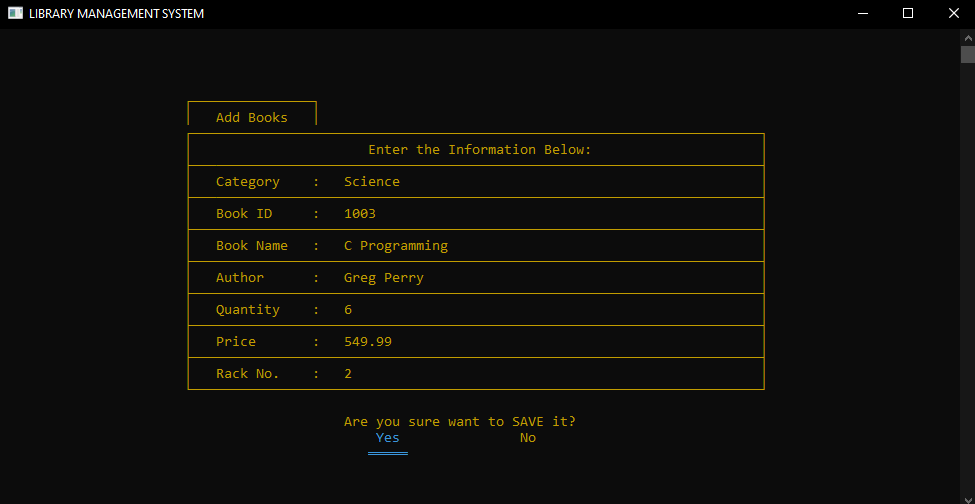 LIBRARY MANAGEMENT SYSTEM
Add Books
Enter the Information Below:
Category : Science
Book ID : 1003
Book Name : C Programming
Author : Greg Perry
Quantity : 6
Price : 549.99
Rack No. : 2
Are you sure want to SAVE it?
Yes No